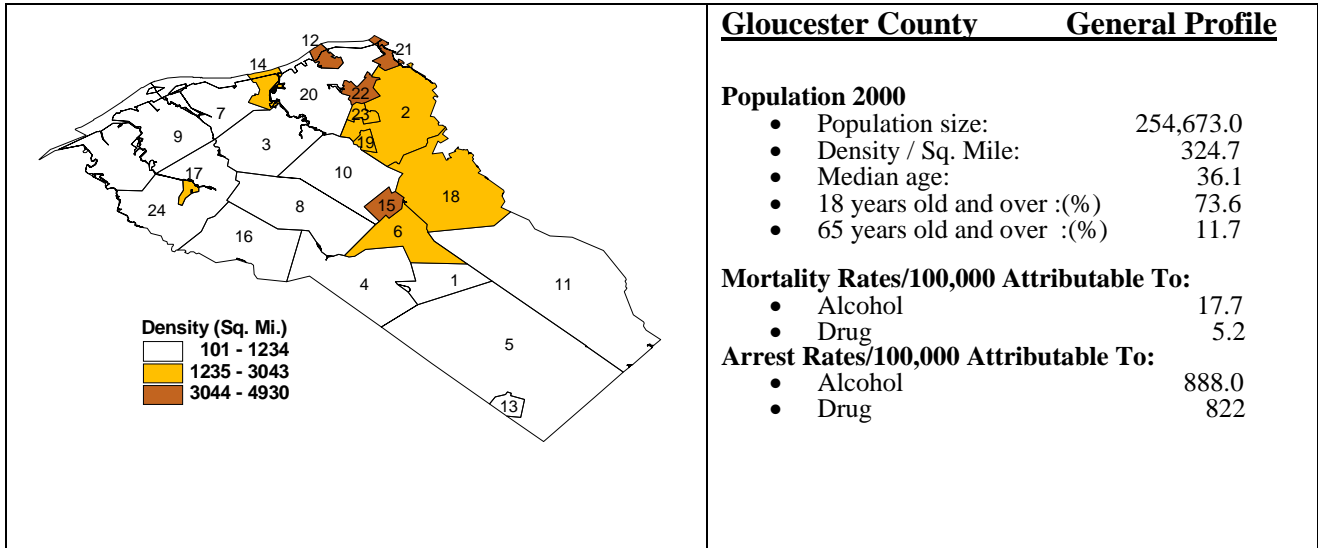 12
21
14
20
22
2
7
23
9
3
19
10
17
18
15
24
8
6
16
4
1
11
5
13
Density (Sq. Mi.)
101 - 1234
1235 - 3043
3044 - 4930
Gloucester County General Profile
Population 2000
• Population size: 254,673.0
• Density / Sq. Mile: 324.7
• Median age: 36.1
• 18 years old and over :(%) 73.6
• 65 years old and over :(%) 11.7
Mortality Rates/100,000 Attributable To:
• Alcohol 17.7
• Drug 5.2
Arrest Rates/100,000 Attributable To:
• Alcohol 888.0
• Drug 822